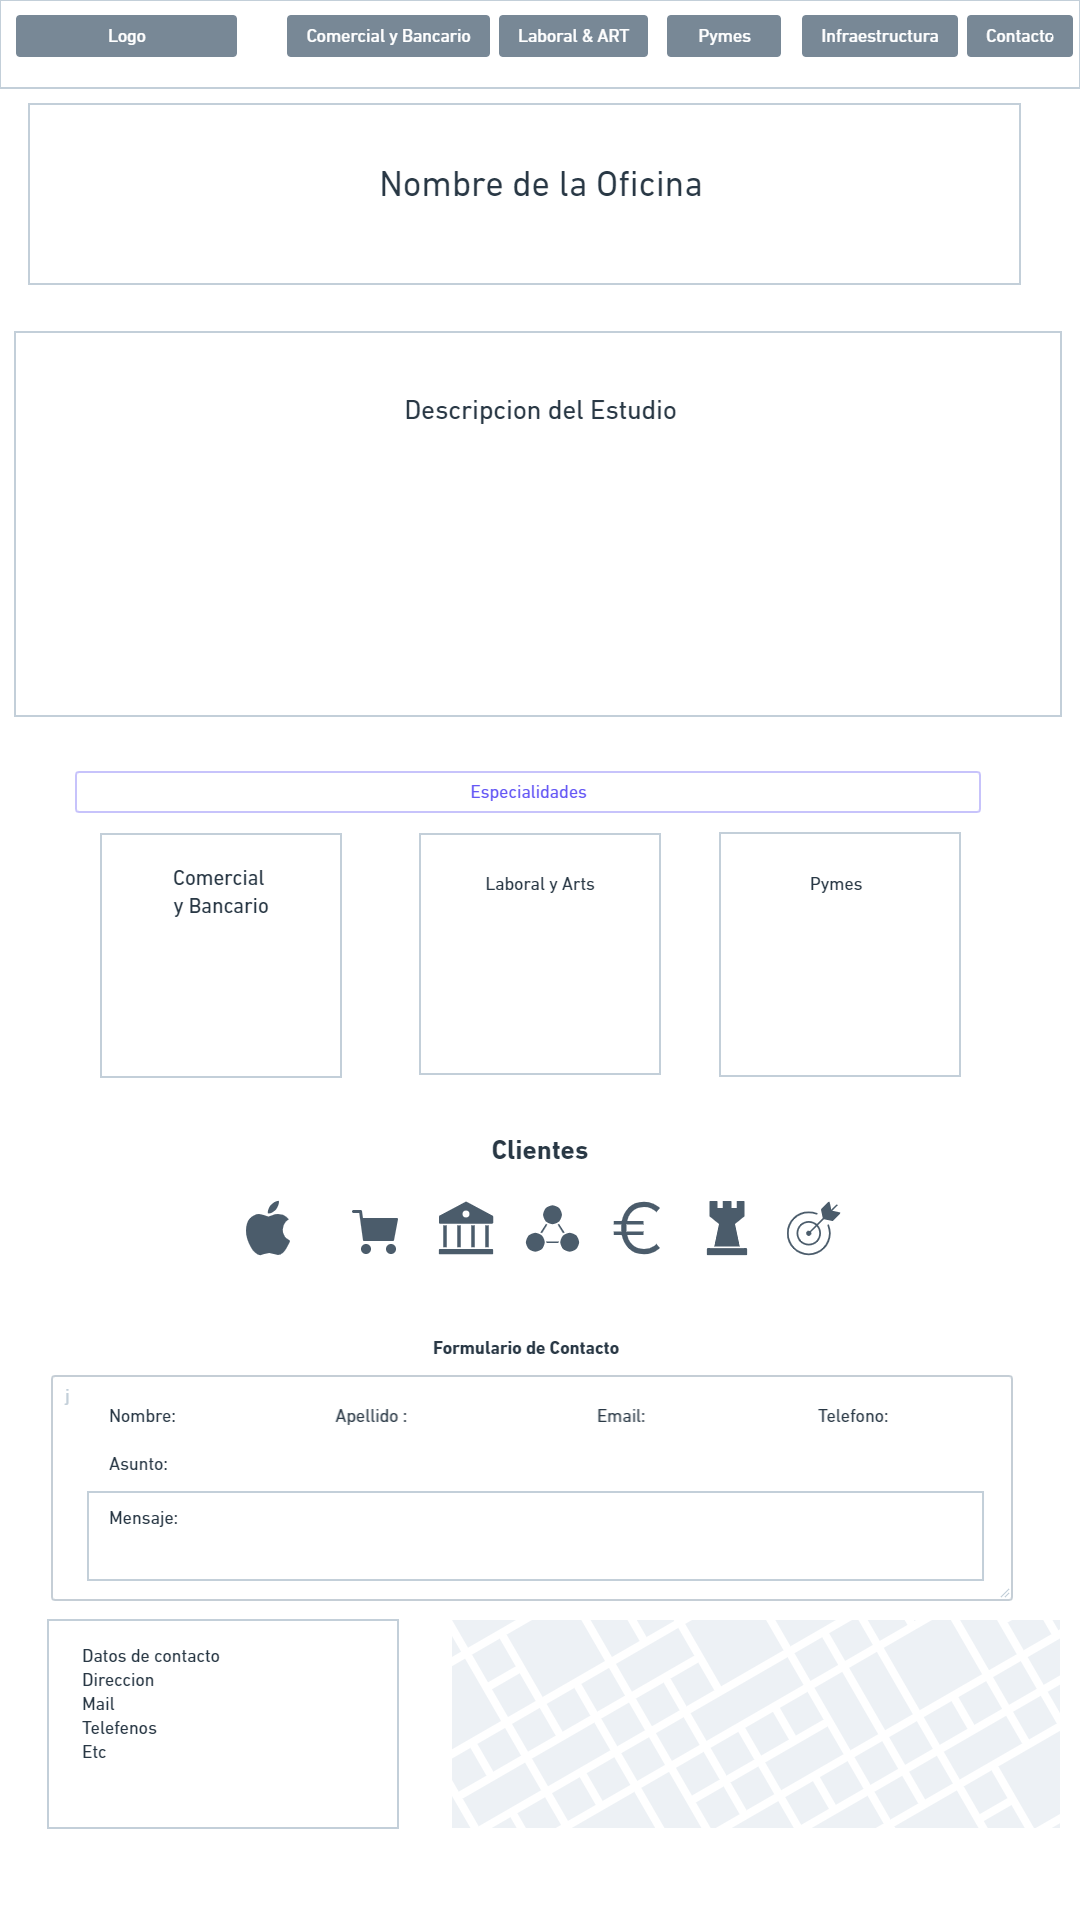 Logo
Comercial y Bancario
Laboral & ART
Pymes
Infraestructura
Contacto
Nombre de la Oficina
Descripcion del Estudio
Especialidades
Comercial
y Bancario
Laboral y Arts
Pymes
Clientes
Formulario de Contacto
j
Nombre:
Apellido :
Email:
Telefono:
Asunto:
Mensaje:
Datos de contacto
Direccion
Mail
Telefenos
Etc